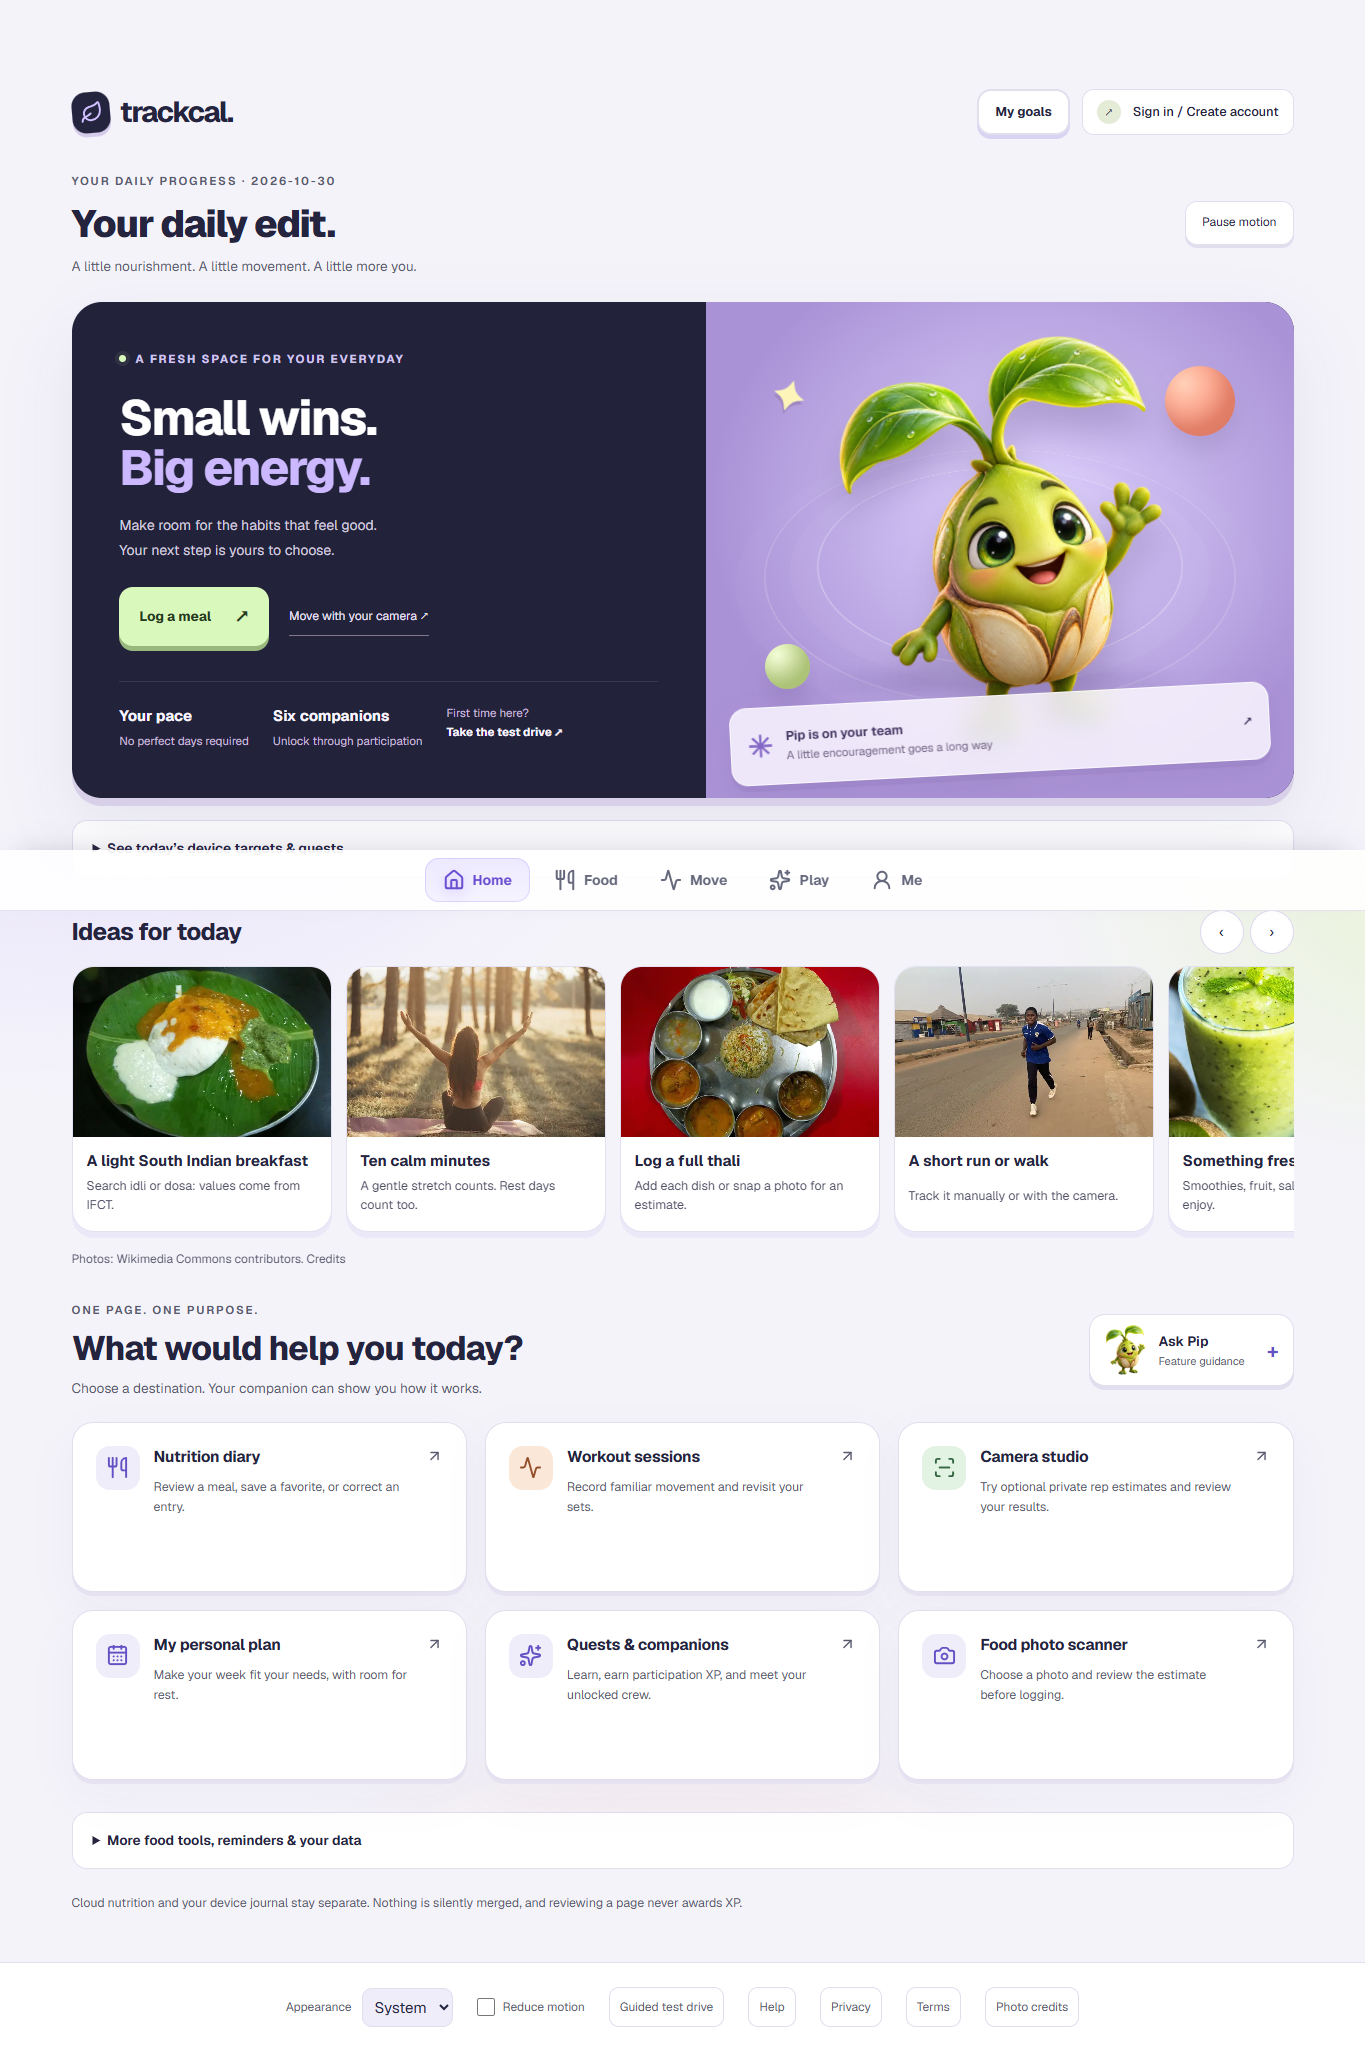 trackcal.
My goals
↗ Sign in / Create account
YOUR DAILY PROGRESS · 2026-10-30
Your daily edit.
Pause motion
A little nourishment. A little movement. A little more you.
A FRESH SPACE FOR YOUR EVERYDAY
Small wins.
Big energy.
Make room for the habits that feel good.
Your next step is yours to choose.
Log a meal ↗
Move with your camera ↗
Your pace
No perfect days required
Six companions
Unlock through participation
First time here?
Take the test drive ↗
Pip is on your team ↗
A little encouragement goes a long way
▶ See today's device targets & quests
Home
Food
Move
Play
Me
Ideas for today
‹ ›
A light South Indian breakfast
Search idli or dosa: values come from
IFCT.
Ten calm minutes
A gentle stretch counts. Rest days
count too.
Log a full thali
Add each dish or snap a photo for an
estimate.
A short run or walk
Track it manually or with the camera.
Something fres
Smoothies, fruit, sal
enjoy.
Photos: Wikimedia Commons contributors. Credits
ONE PAGE. ONE PURPOSE.
What would help you today?
Choose a destination. Your companion can show you how it works.
Ask Pip
Feature guidance
+
Nutrition diary
Review a meal, save a favorite, or correct an
entry.
Workout sessions
Record familiar movement and revisit your
sets.
Camera studio
Try optional private rep estimates and review
your results.
My personal plan
Make your week fit your needs, with room for
rest.
Quests & companions
Learn, earn participation XP, and meet your
unlocked crew.
Food photo scanner
Choose a photo and review the estimate
before logging.
▶ More food tools, reminders & your data
Cloud nutrition and your device journal stay separate. Nothing is silently merged, and reviewing a page never awards XP.
Appearance
System
Reduce motion
Guided test drive
Help
Privacy
Terms
Photo credits